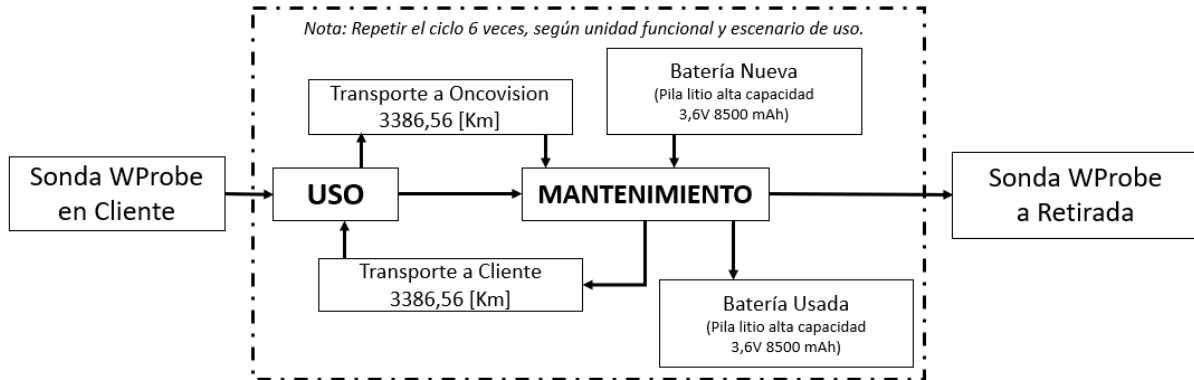 Nota: Repetir el ciclo 6 veces, según unidad funcional y escenario de uso.
Transporte a Oncovision
3386,56 [Km]
Batería Nueva
(Pila litio alta capacidad
3,6V 8500 mAh)
Sonda WProbe
en Cliente
USO
MANTENIMIENTO
Sonda WProbe
a Retirada
Transporte a Cliente
3386,56 [Km]
Batería Usada
(Pila litio alta capacidad
3,6V 8500 mAh)